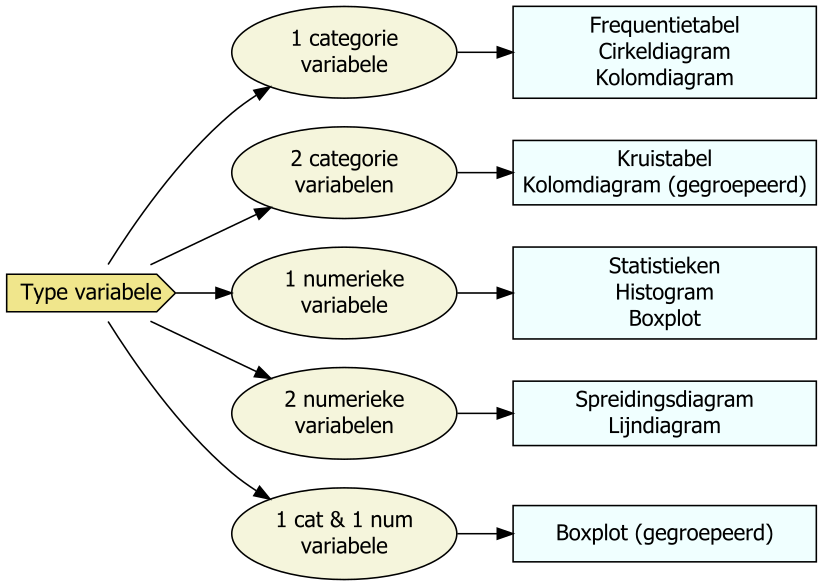 1 categorie
variabele
Frequentietabel
Cirkeldiagram
Kolomdiagram
2 categorie
variabelen
Kruistabel
Kolomdiagram (gegroepeerd)
Type variabele
1 numerieke
variabele
Statistieken
Histogram
Boxplot
2 numerieke
variabelen
Spreidingsdiagram
Lijndiagram
1 cat & 1 num
variabele
Boxplot (gegroepeerd)